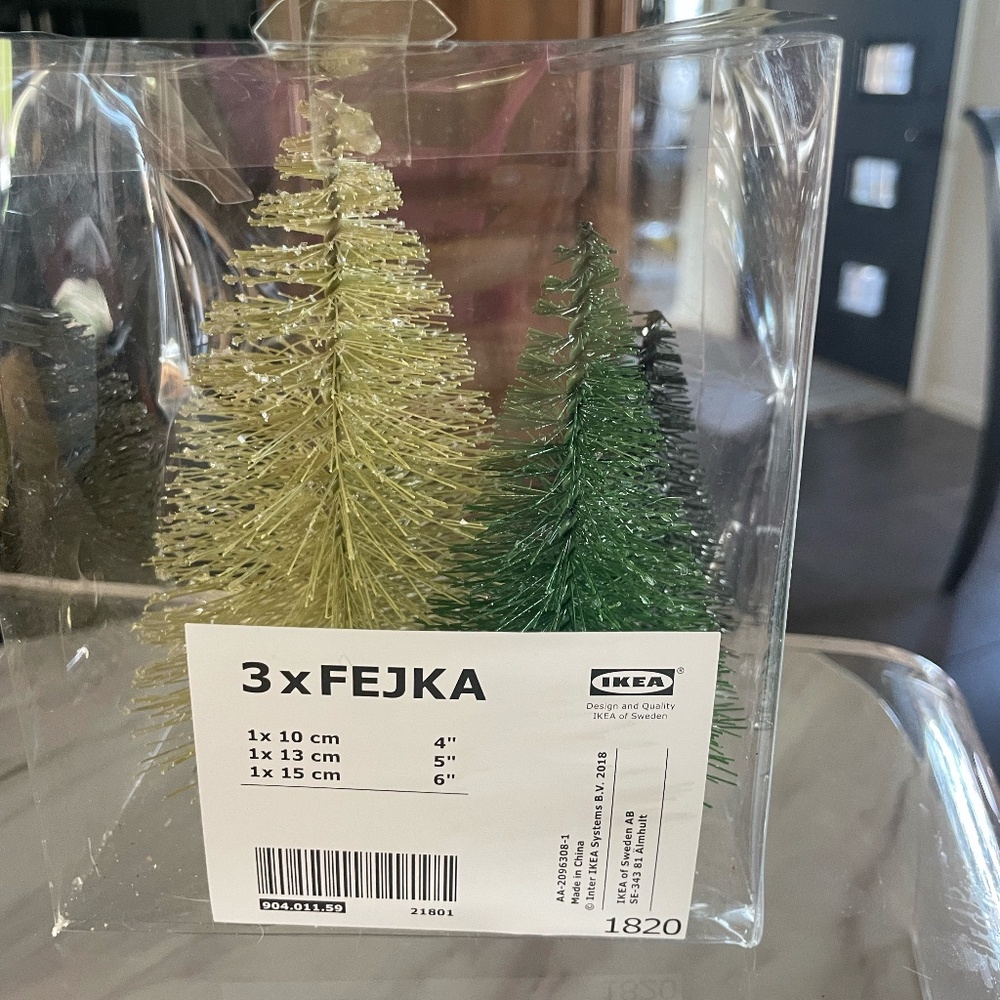 3xFEJKA
IKEA®
Design and Quality
IKEA of Sweden
1x 10 cm 4"
1x 13 cm 5"
1x 15 cm 6"
904.011.59
21801
AA-2096308-1
Made in China
© Inter IKEA Systems B.V. 2018
IKEA of Sweden AB
SE-343 81 Älmhult
1820